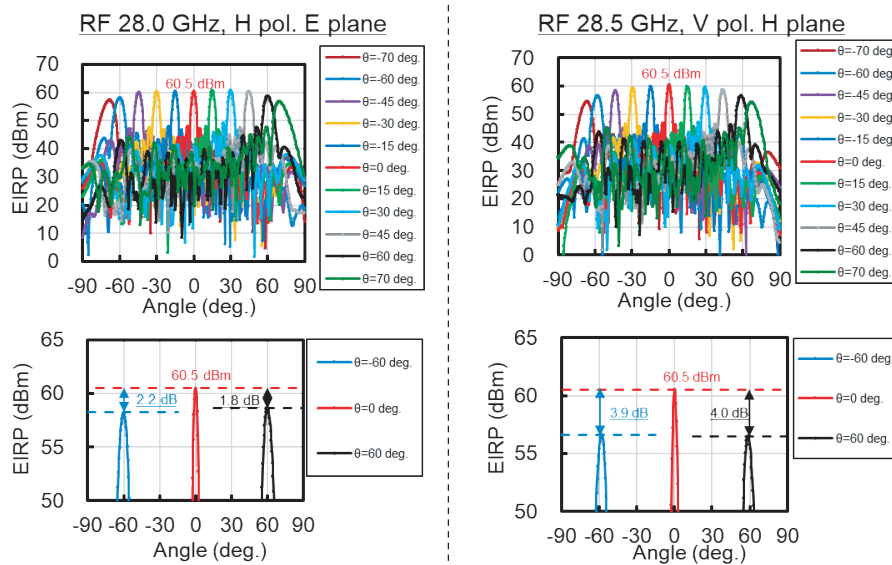 RF 28.0 GHz, H pol. E plane
EIRP (dBm)
70
60
50
40
30
20
10
0
60.5 dBm
-90 -60 -30 0 30 60 90
Angle (deg.)
θ=-70 deg.
θ=-60 deg.
θ=-45 deg.
θ=-30 deg.
θ=-15 deg.
θ=0 deg.
θ=15 deg.
θ=30 deg.
θ=45 deg.
θ=60 deg.
θ=70 deg.
EIRP (dBm)
65
60
55
50
60.5 dBm
2.2 dB
1.8 dB
-90 -60 -30 0 30 60 90
Angle (deg.)
θ=-60 deg.
θ=0 deg.
θ=60 deg.
RF 28.5 GHz, V pol. H plane
EIRP (dBm)
70
60
50
40
30
20
10
0
60.5 dBm
-90 -60 -30 0 30 60 90
Angle (deg.)
θ=-70 deg.
θ=-60 deg.
θ=-45 deg.
θ=-30 deg.
θ=-15 deg.
θ=0 deg.
θ=15 deg.
θ=30 deg.
θ=45 deg.
θ=60 deg.
θ=70 deg.
EIRP (dBm)
65
60
55
50
60.5 dBm
3.9 dB
4.0 dB
-90 -60 -30 0 30 60 90
Angle (deg.)
θ=-60 deg.
θ=0 deg.
θ=60 deg.